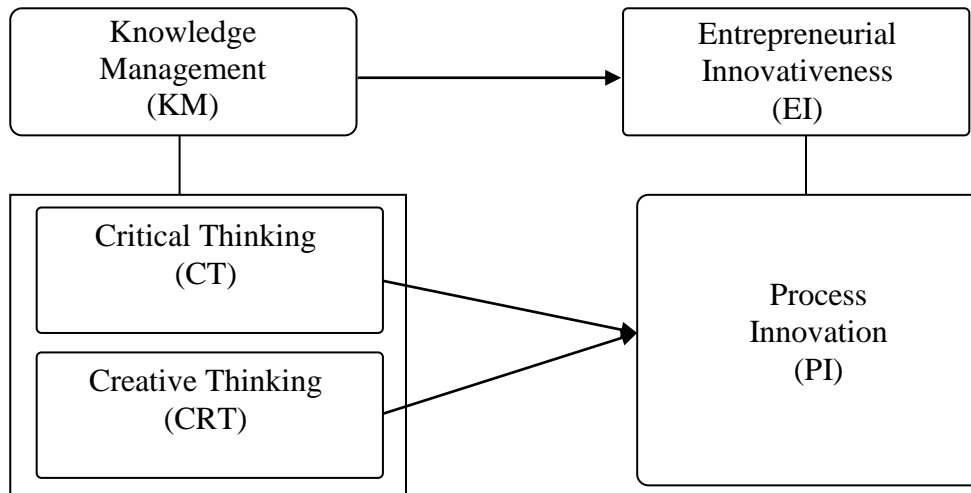 Knowledge
Management
(KM)
Entrepreneurial
Innovativeness
(EI)
Critical Thinking
(CT)
Creative Thinking
(CRT)
Process
Innovation
(PI)